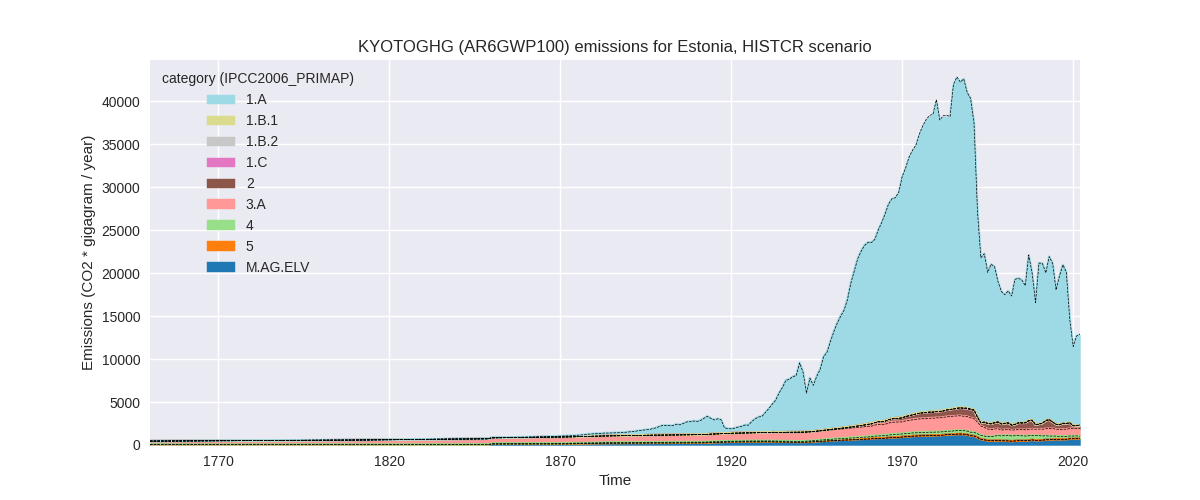 KYOTOGHG (AR6GWP100) emissions for Estonia, HISTCR scenario
category (IPCC2006_PRIMAP)
1.A
1.B.1
1.B.2
1.C
2
3.A
4
5
M.AG.ELV
Emissions (CO2 * gigagram / year)
40000
35000
30000
25000
20000
15000
10000
5000
0
1770
1820
1870
1920
1970
2020
Time